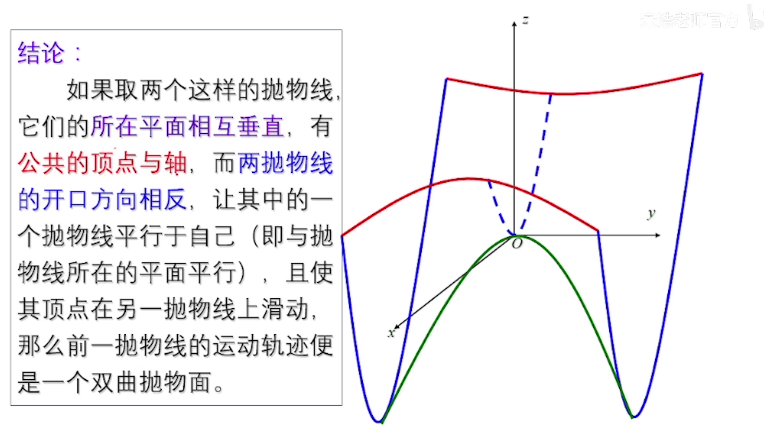 结论：
如果取两个这样的抛物线,
它们的所在平面相互垂直，有
公共的顶点与轴，而两抛物线
的开口方向相反，让其中的一
个抛物线平行于自己（即与抛
物线所在的平面平行），且使
其顶点在另一抛物线上滑动，
那么前一抛物线的运动轨迹便
是一个双曲抛物面。
z
y
O
x